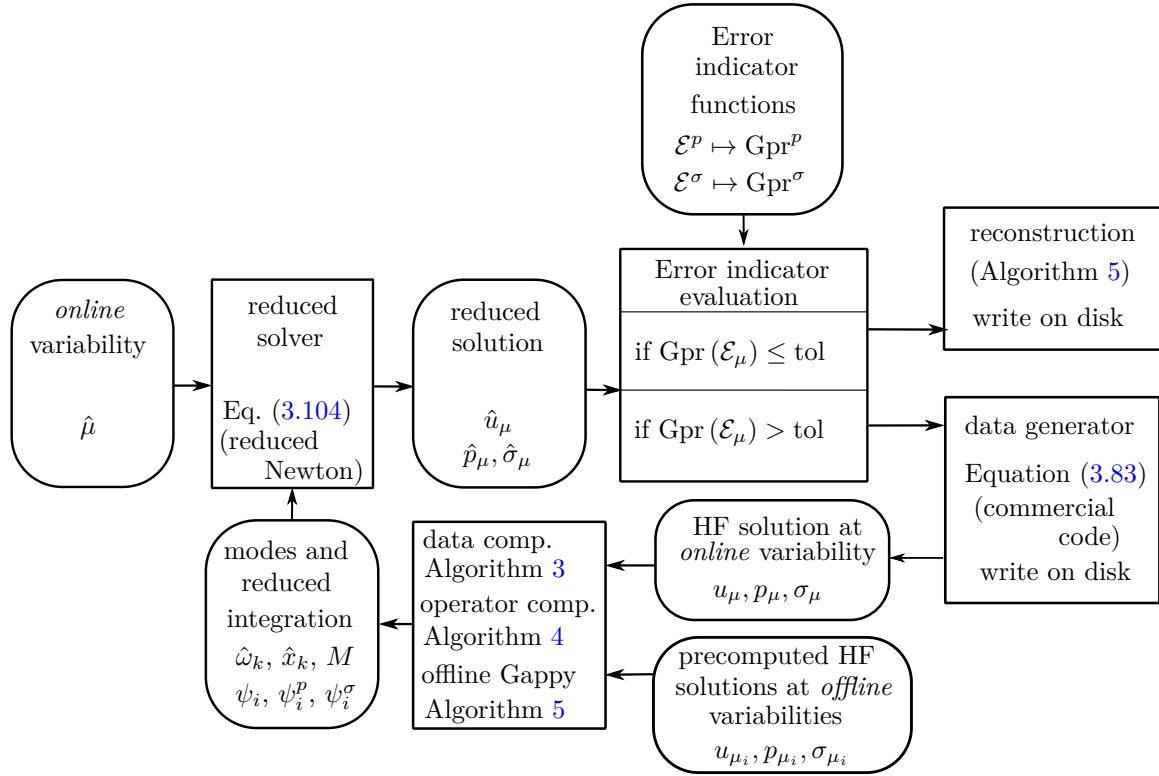 Error
indicator
functions
ℰ^p ↦ Gpr^p
ℰ^σ ↦ Gpr^σ
online
variability
μ̂
reduced
solver
Eq. (3.104)
(reduced
Newton)
reduced
solution
û_μ
p̂_μ, σ̂_μ
Error indicator
evaluation
if Gpr (ℰ_μ) ≤ tol
if Gpr (ℰ_μ) > tol
reconstruction
(Algorithm 5)
write on disk
data generator
Equation (3.83)
(commercial
code)
write on disk
HF solution at
online variability
u_μ, p_μ, σ_μ
precomputed HF
solutions at offline
variabilities
u_{μ_i}, p_{μ_i}, σ_{μ_i}
data comp.
Algorithm 3
operator comp.
Algorithm 4
offline Gappy
Algorithm 5
modes and
reduced
integration
ω̂_k, x̂_k, M
ψ_i, ψ_i^p, ψ_i^σ